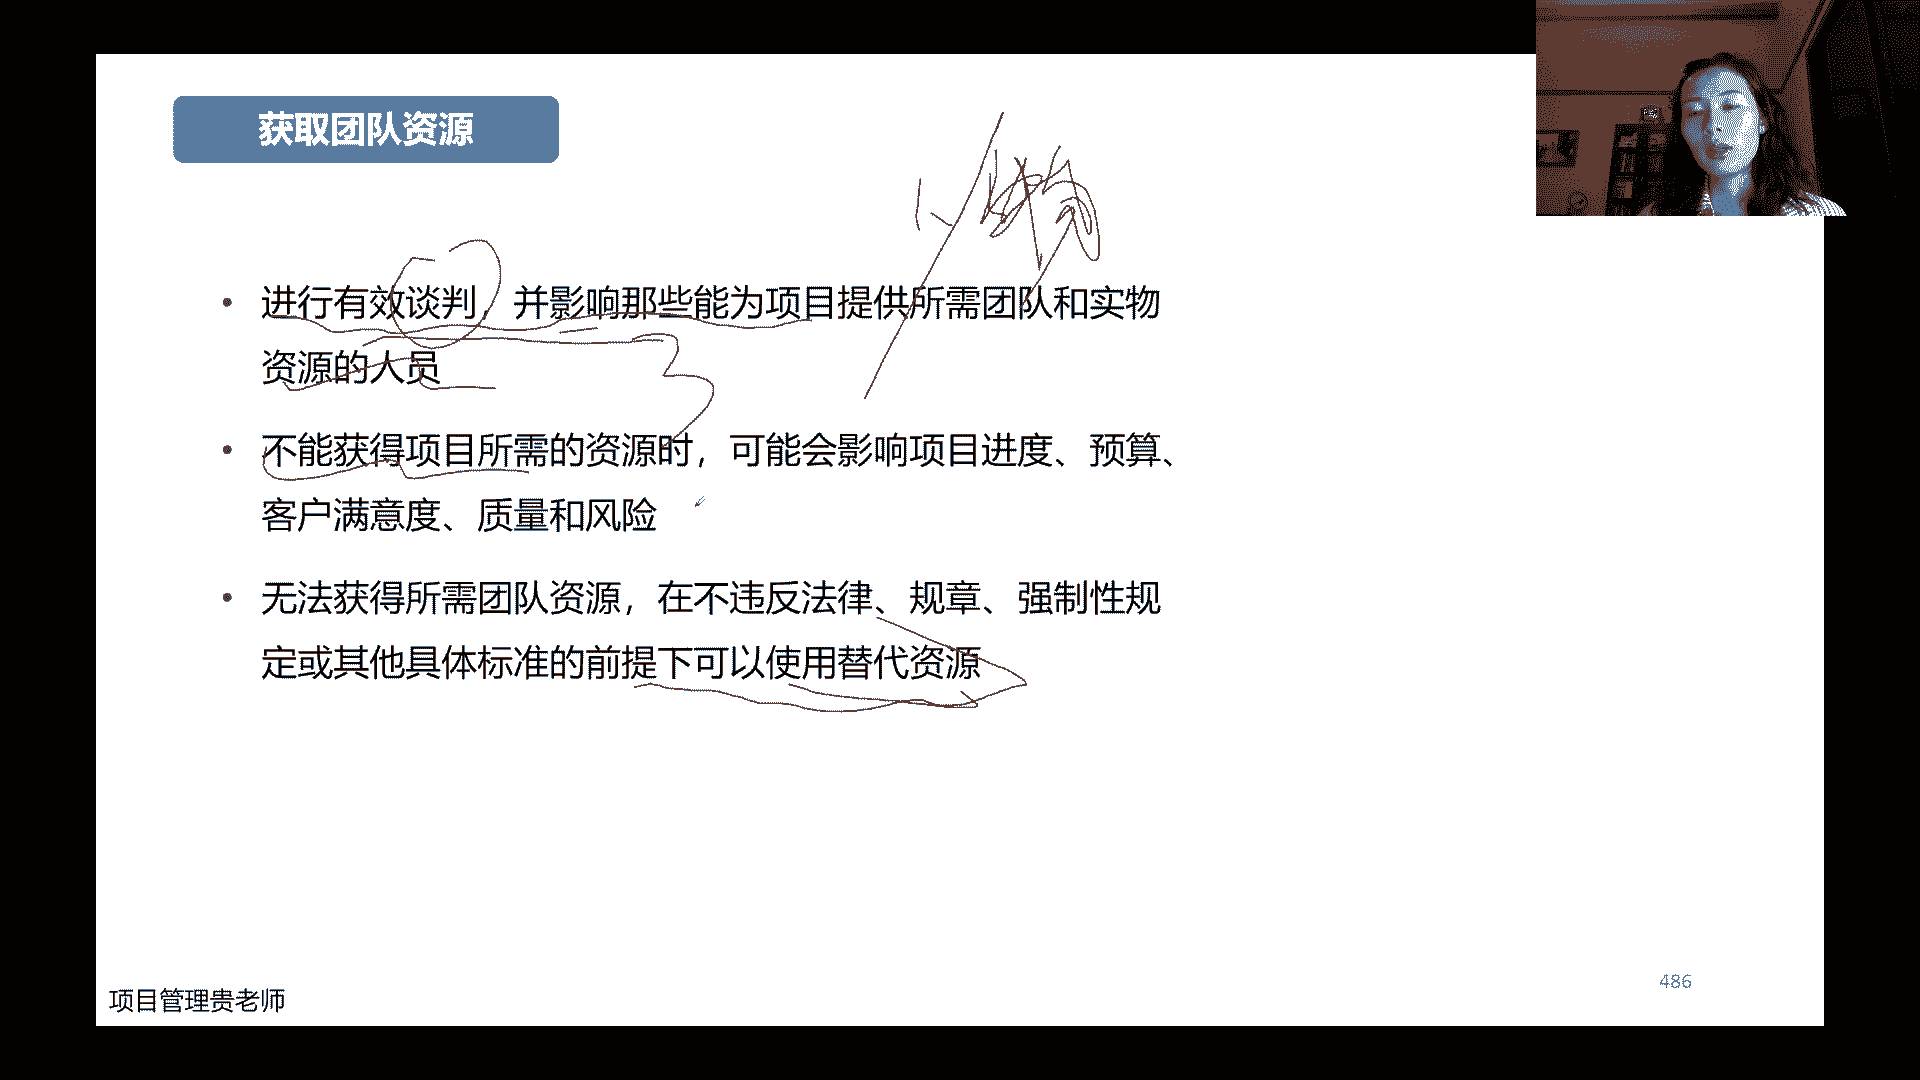 获取团队资源
• 进行有效谈判，并影响那些能为项目提供所需团队和实物
资源的人员
• 不能获得项目所需的资源时，可能会影响项目进度、预算、
客户满意度、质量和风险
• 无法获得所需团队资源，在不违反法律、规章、强制性规
定或其他具体标准的前提下可以使用替代资源
486
项目管理贵老师